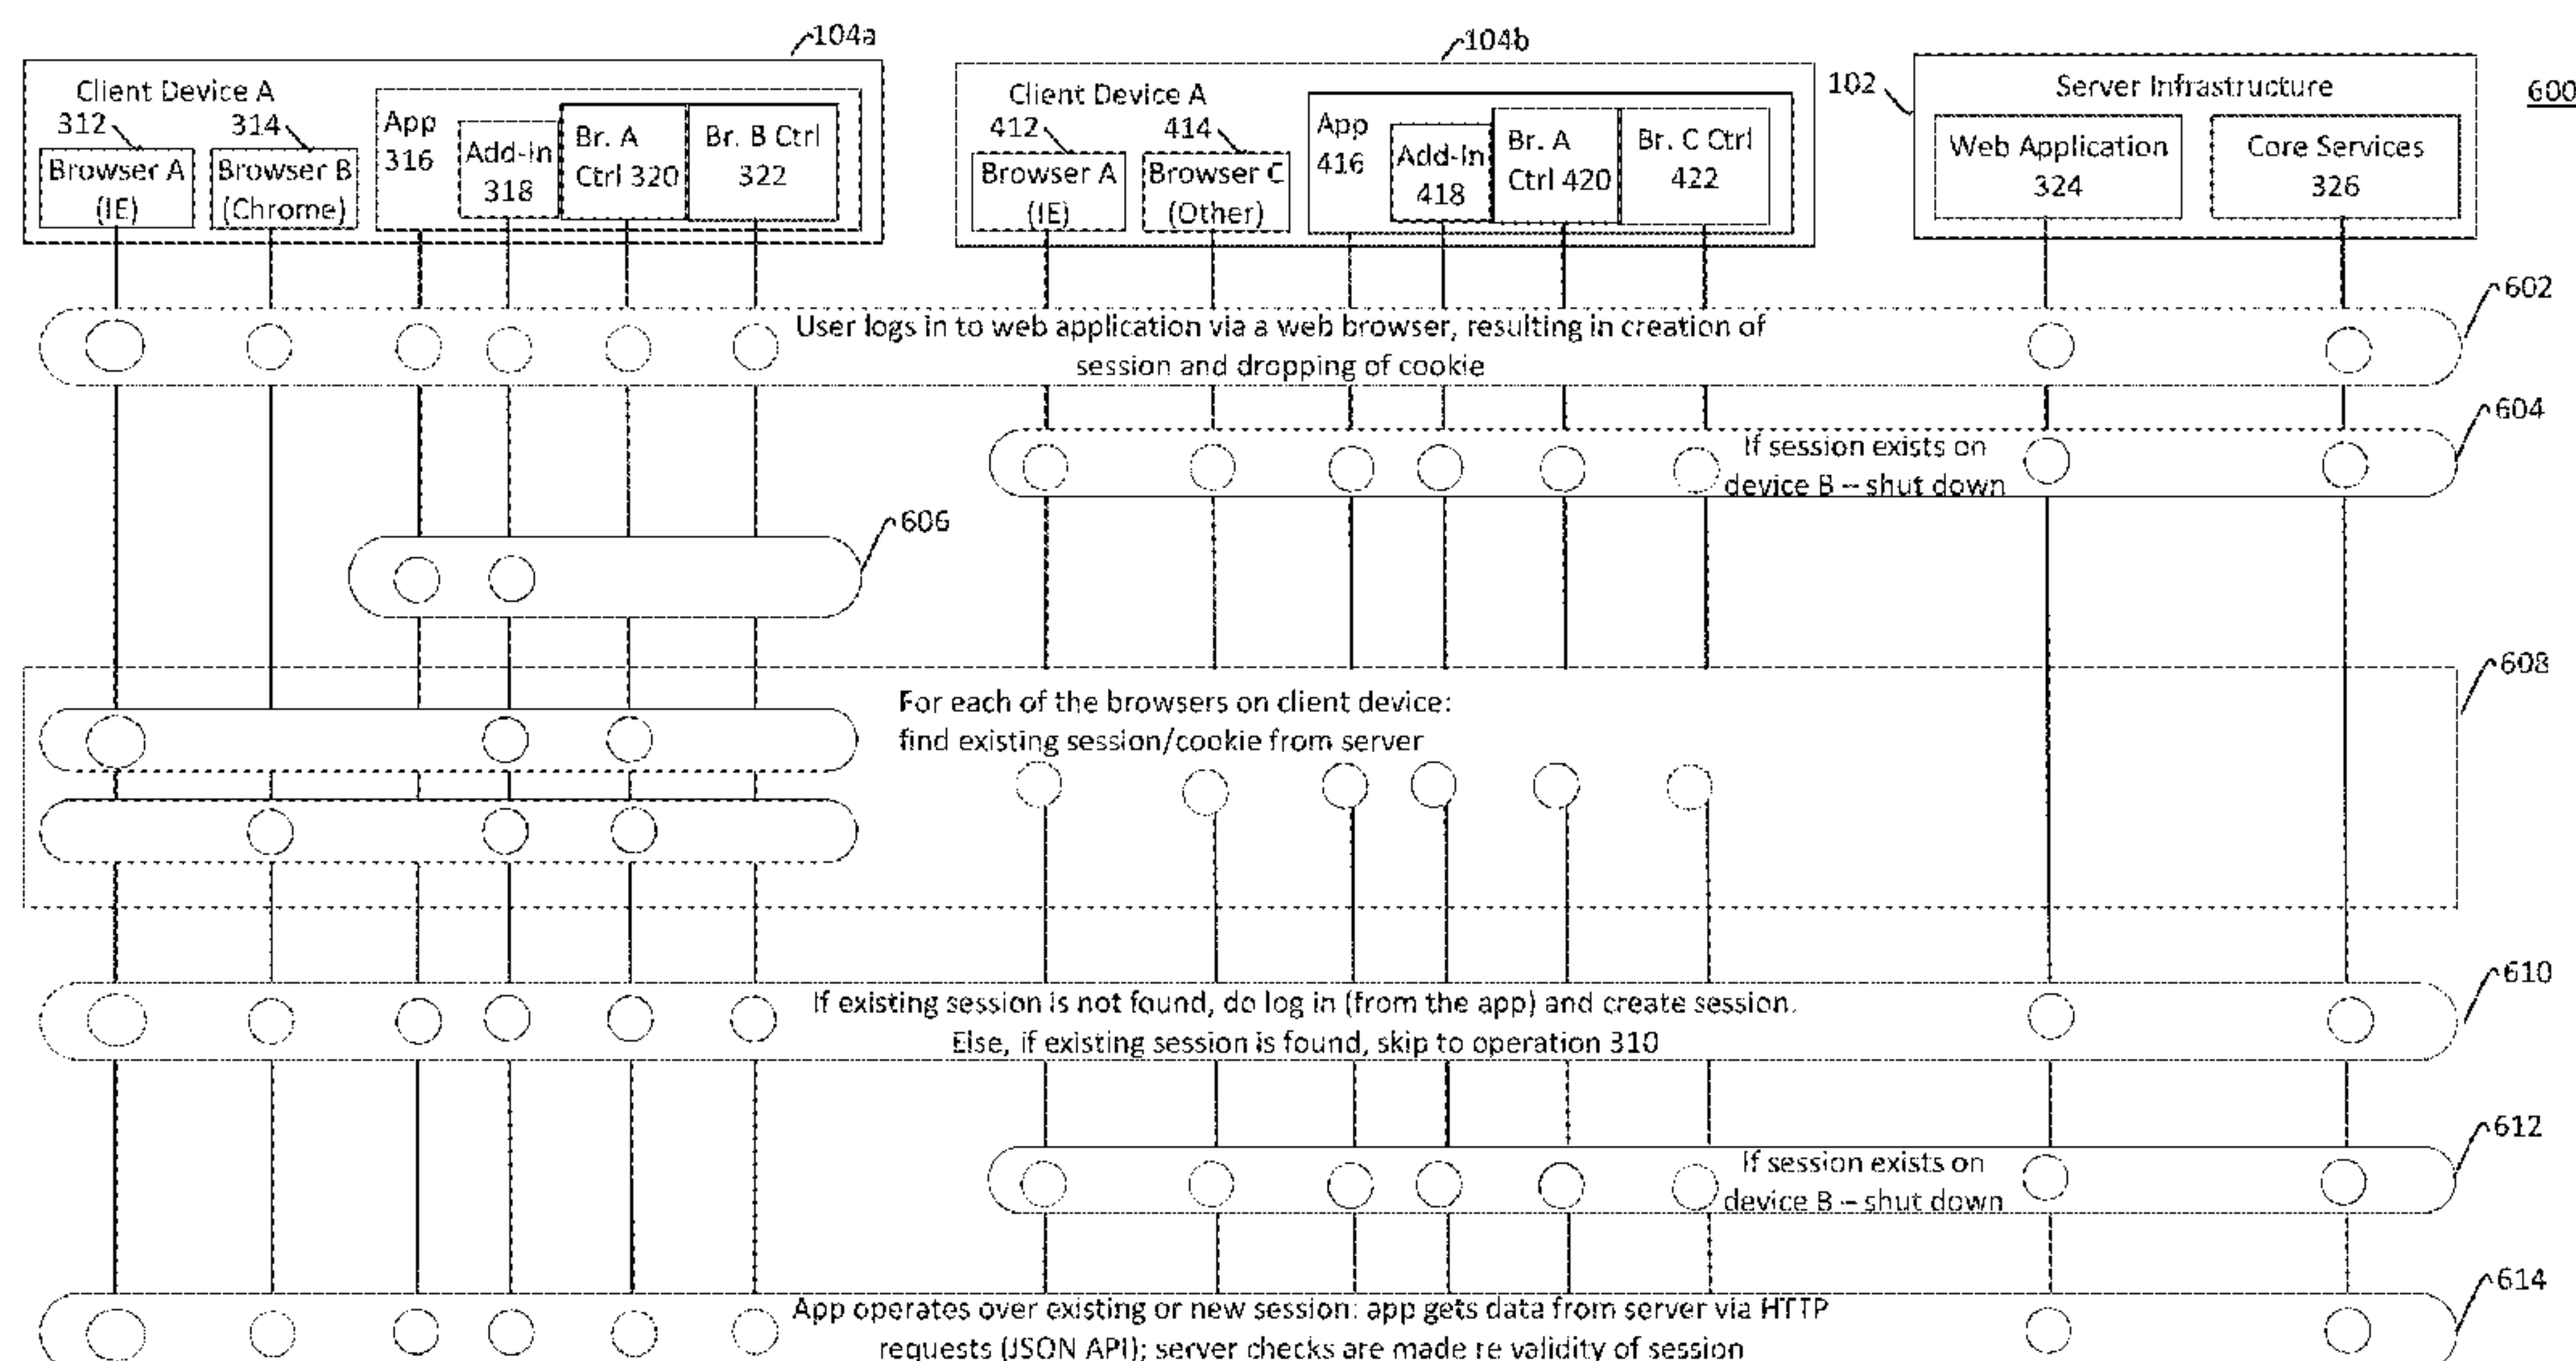 104a
104b
102
600
Client Device A
312
314
Browser A
(IE)
Browser B
(Chrome)
App
316
Add-In
318
Br. A
Ctrl 320
Br. B Ctrl
322
Client Device A
412
414
Browser A
(IE)
Browser C
(Other)
App
416
Add-In
418
Br. A
Ctrl 420
Br. C Ctrl
422
Server Infrastructure
Web Application
324
Core Services
326
602
User logs in to web application via a web browser, resulting in creation of
session and dropping of cookie
604
If session exists on
device B – shut down
606
608
For each of the browsers on client device:
find existing session/cookie from server
610
If existing session is not found, do log in (from the app) and create session.
Else, if existing session is found, skip to operation 310
612
If session exists on
device B – shut down
614
App operates over existing or new session: app gets data from server via HTTP
requests (JSON API); server checks are made re validity of session